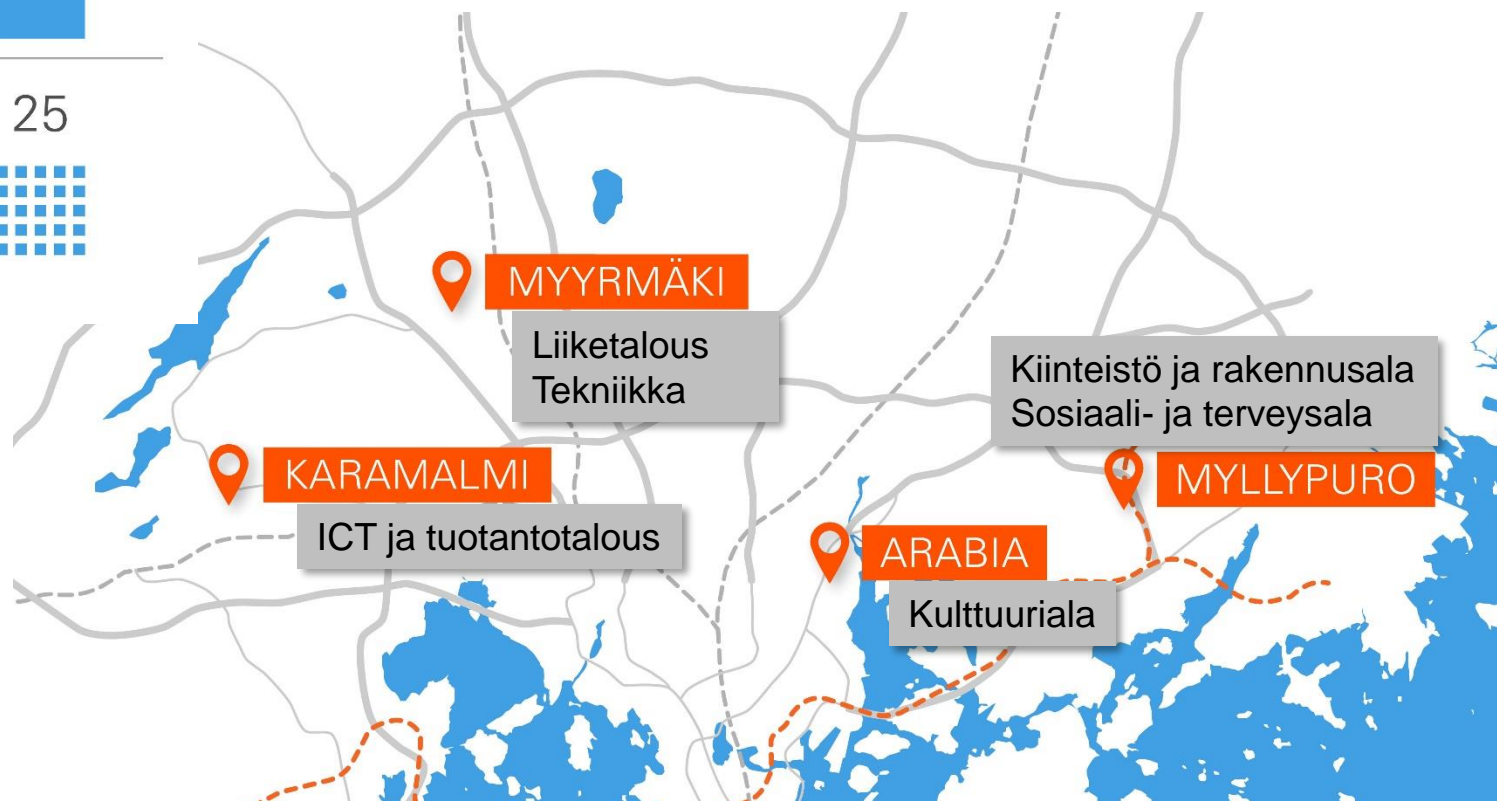 25
MYYRMÄKI
Liiketalous
Tekniikka
Kiinteistö ja rakennusala
Sosiaali- ja terveysala
MYLLYPURO
KARAMALMI
ICT ja tuotantotalous
ARABIA
Kulttuuriala